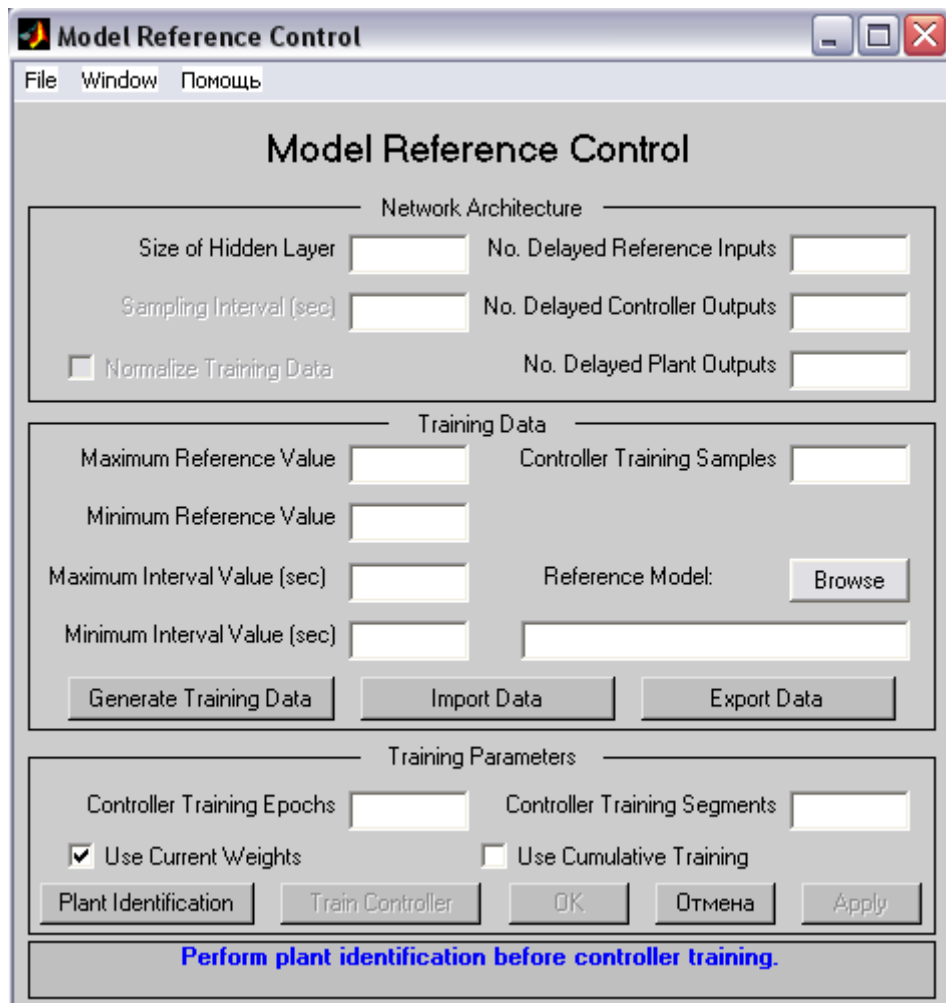 Model Reference Control
File Window Помощь
Model Reference Control
Network Architecture
Size of Hidden Layer No. Delayed Reference Inputs
Sampling Interval (sec) No. Delayed Controller Outputs
Normalize Training Data No. Delayed Plant Outputs
Training Data
Maximum Reference Value Controller Training Samples
Minimum Reference Value
Maximum Interval Value (sec) Reference Model: Browse
Minimum Interval Value (sec)
Generate Training Data Import Data Export Data
Training Parameters
Controller Training Epochs Controller Training Segments
Use Current Weights Use Cumulative Training
Plant Identification Train Controller OK Отмена Apply
Perform plant identification before controller training.